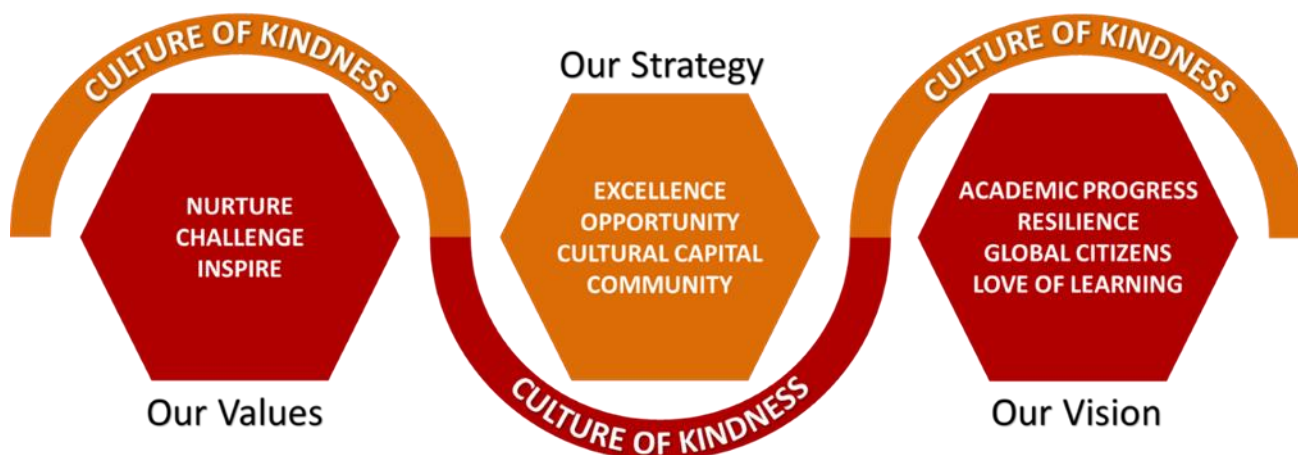 CULTURE OF KINDNESS
NURTURE
CHALLENGE
INSPIRE
Our Values
Our Strategy
EXCELLENCE
OPPORTUNITY
CULTURAL CAPITAL
COMMUNITY
CULTURE OF KINDNESS
CULTURE OF KINDNESS
ACADEMIC PROGRESS
RESILIENCE
GLOBAL CITIZENS
LOVE OF LEARNING
Our Vision